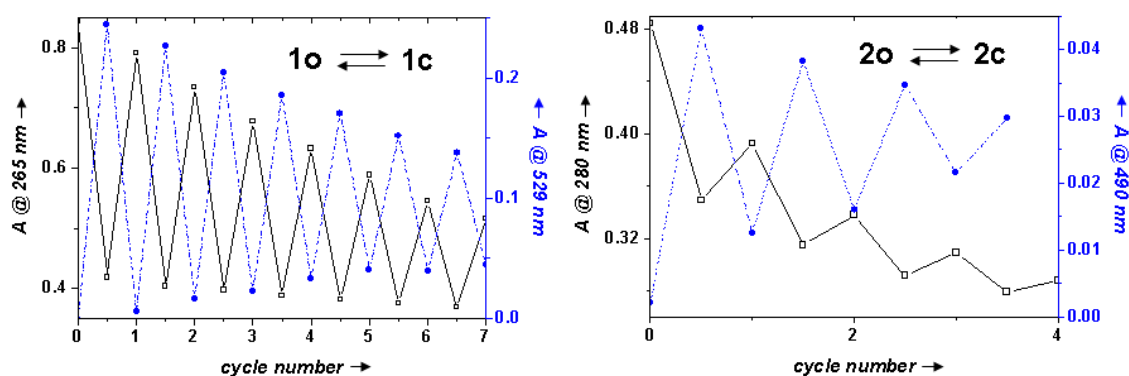 1o ⇄ 1c
A @ 265 nm →
0.8
0.6
0.4
0 1 2 3 4 5 6 7
cycle number →
0.2
0.1
0.0
← A @ 529 nm
2o ⇄ 2c
A @ 280 nm →
0.48
0.40
0.32
0 2 4
cycle number →
0.04
0.03
0.02
0.01
0.00
← A @ 490 nm